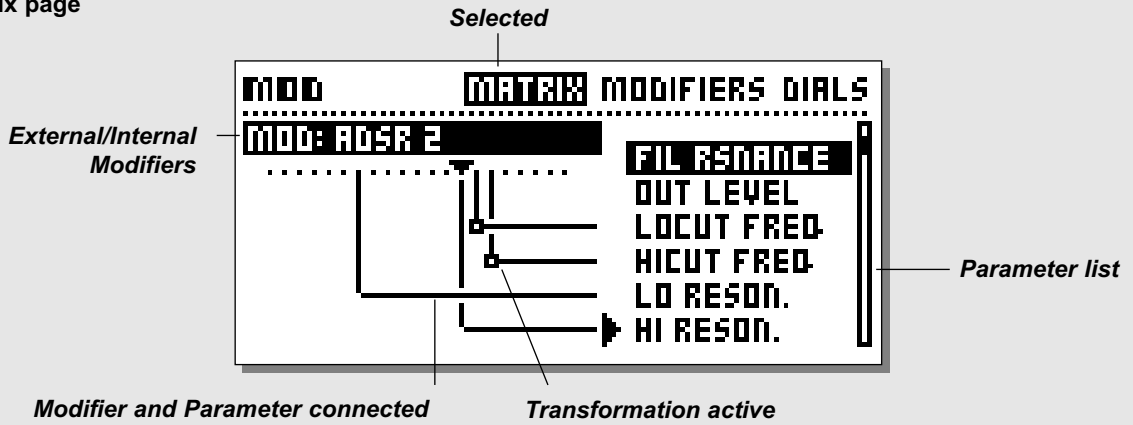 ix page
Selected
MOD MATRIX MODIFIERS DIALS
External/Internal
Modifiers
MOD: ADSR 2
FIL RSNANCE
OUT LEVEL
LOCUT FREQ.
HICUT FREQ.
LO RESON.
HI RESON.
Parameter list
Modifier and Parameter connected
Transformation active